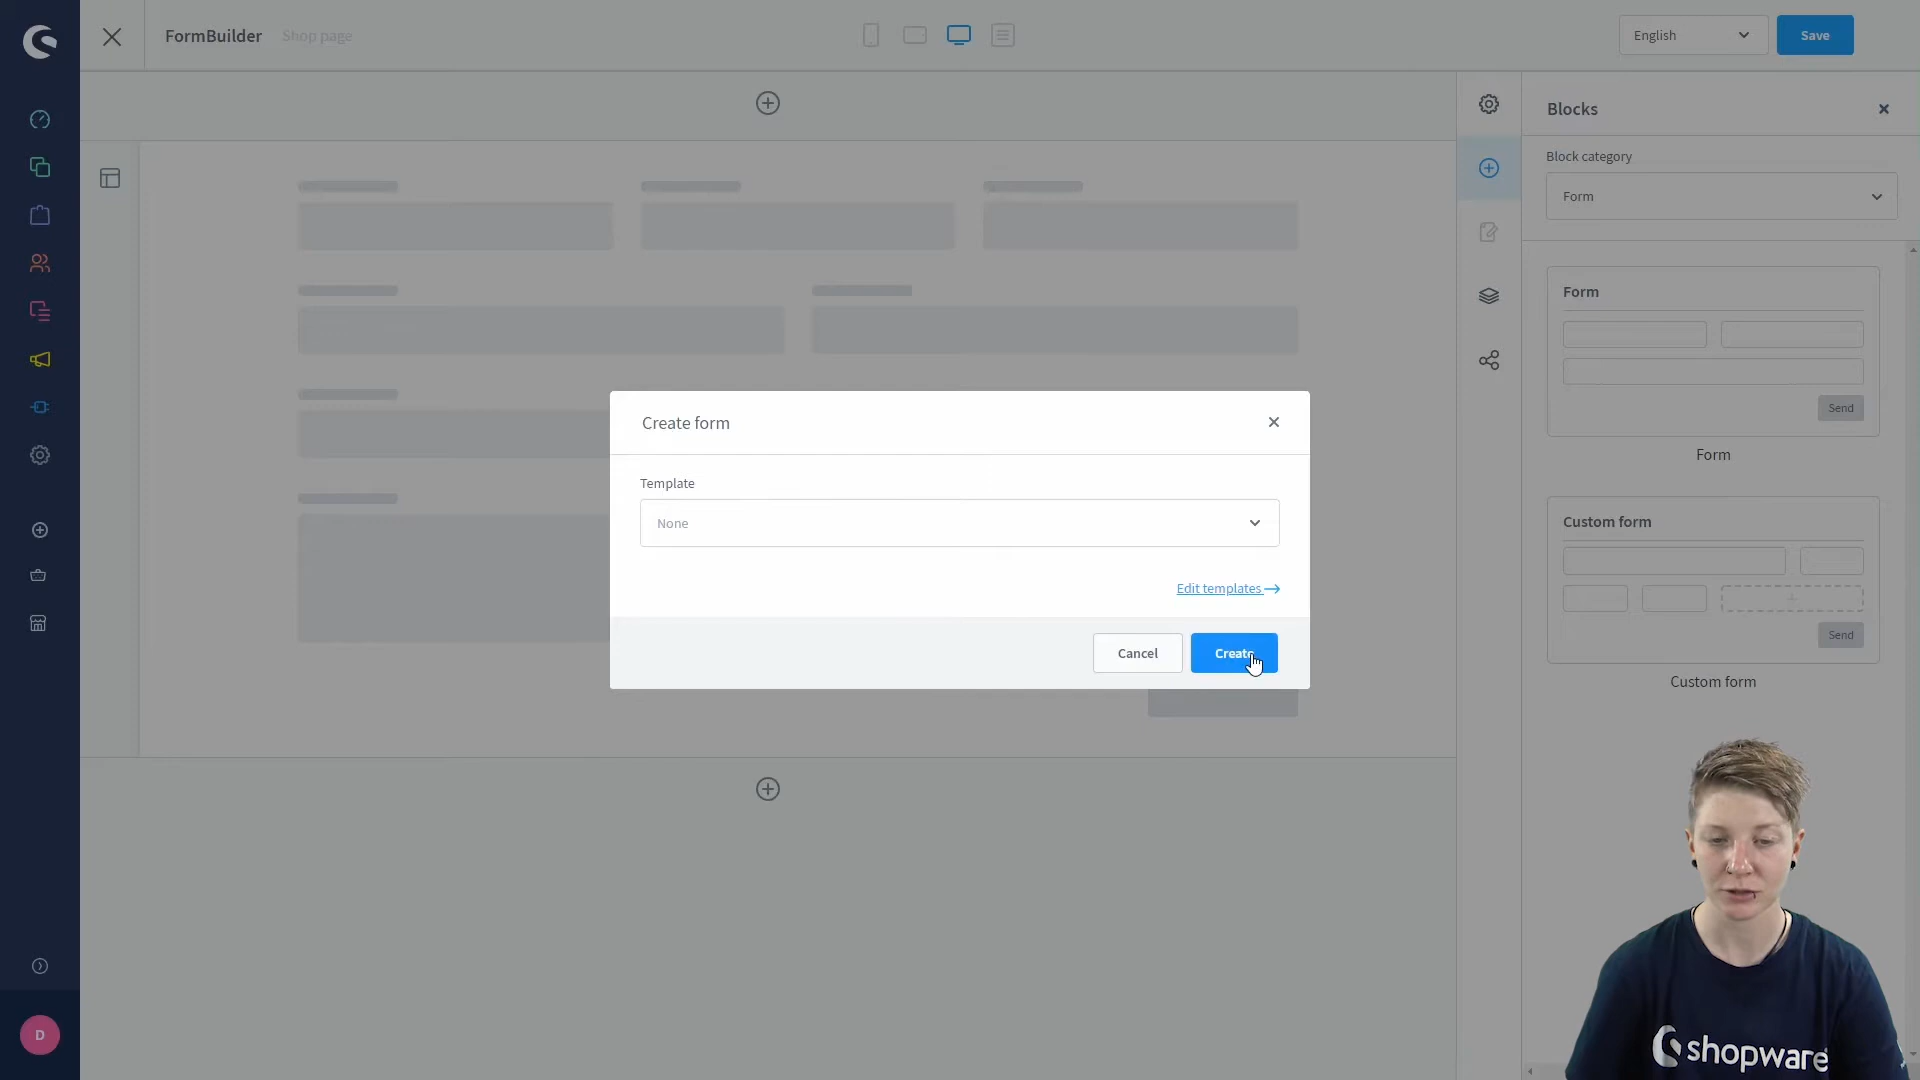 FormBuilder
Shop page
English
Save
Blocks
Block category
Form
Form
Send
Form
Custom form
Send
Custom form
Create form
Template
None
Edit templates
Cancel
Create
D
shopware